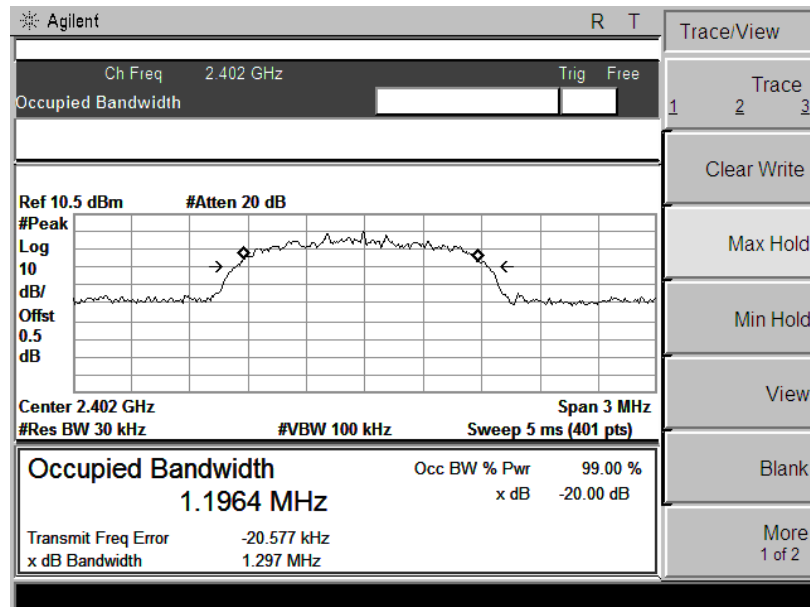 Agilent R T
Trace/View
Ch Freq 2.402 GHz Trig Free
Occupied Bandwidth
Trace
1 2 3
Clear Write
Ref 10.5 dBm #Atten 20 dB
#Peak
Log
10
dB/
Offst
0.5
dB
Max Hold
Min Hold
View
Center 2.402 GHz Span 3 MHz
#Res BW 30 kHz #VBW 100 kHz Sweep 5 ms (401 pts)
Occupied Bandwidth
1.1964 MHz
Occ BW % Pwr 99.00 %
x dB -20.00 dB
Transmit Freq Error -20.577 kHz
x dB Bandwidth 1.297 MHz
Blank
More
1 of 2